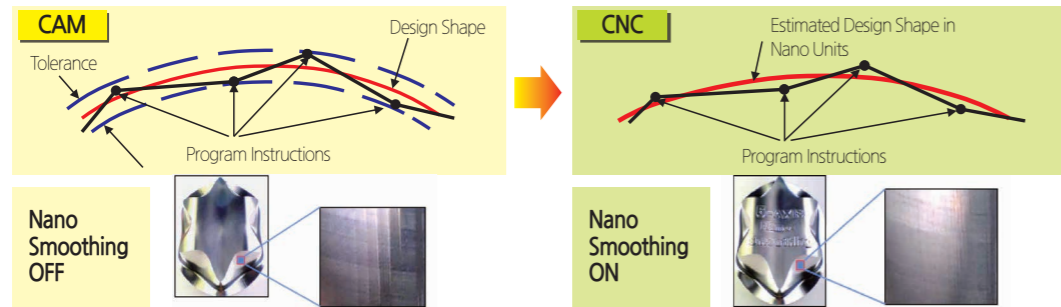 CAM
Design Shape
Tolerance
Program Instructions
CNC
Estimated Design Shape in
Nano Units
Program Instructions
Nano
Smoothing
OFF
Nano
Smoothing
ON